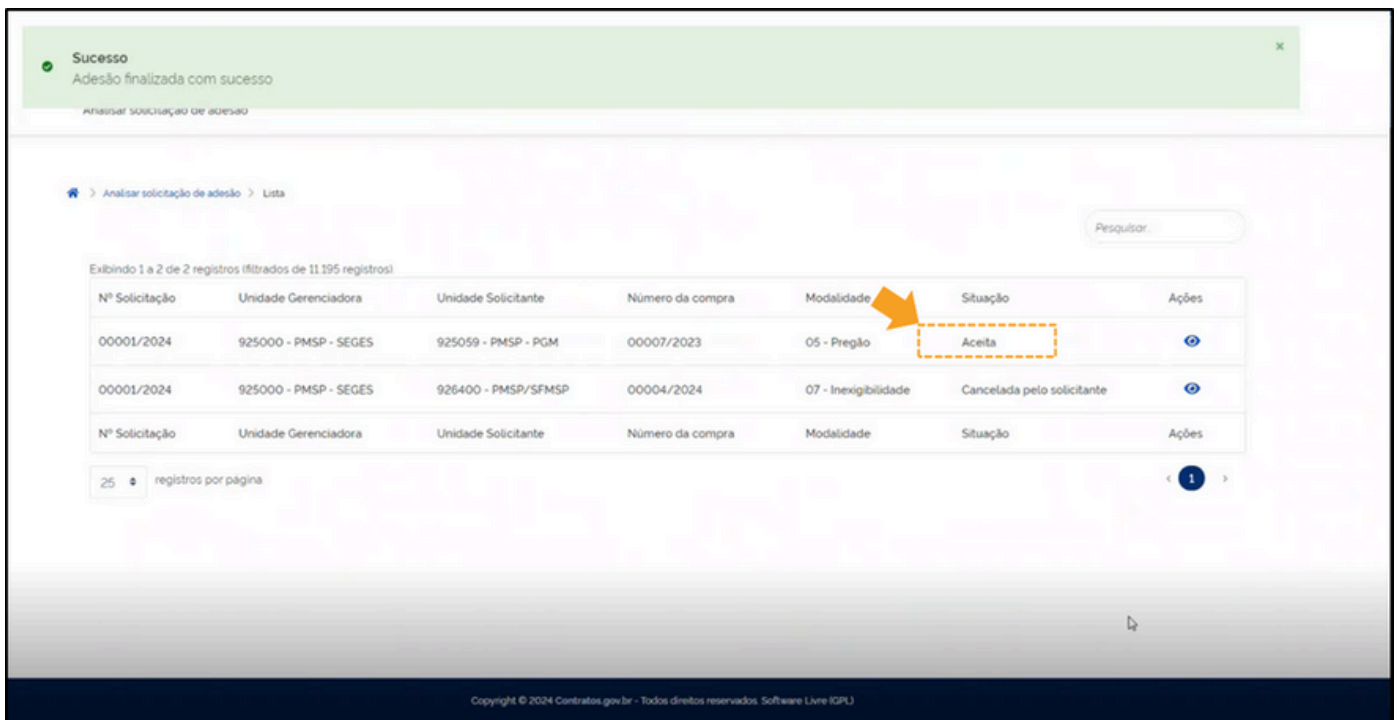 Sucesso
×
Adesão finalizada com sucesso
Analisar solicitação de adesão
> Analisar solicitação de adesão > Lista
Pesquisar...
Exibindo 1 a 2 de 2 registros (filtrados de 11.195 registros).
Nº Solicitação Unidade Gerenciadora Unidade Solicitante Número da compra Modalidade Situação Ações
00001/2024 925000 - PMSP - SEGES 925059 - PMSP - PGM 00007/2023 05 - Pregão Aceita
00001/2024 925000 - PMSP - SEGES 926400 - PMSP/SFMSP 00004/2024 07 - Inexigibilidade Cancelada pelo solicitante
Nº Solicitação Unidade Gerenciadora Unidade Solicitante Número da compra Modalidade Situação Ações
25 registros por página
< 1 >
Copyright © 2024 Contratos.gov.br - Todos direitos reservados. Software Livre (GPL)